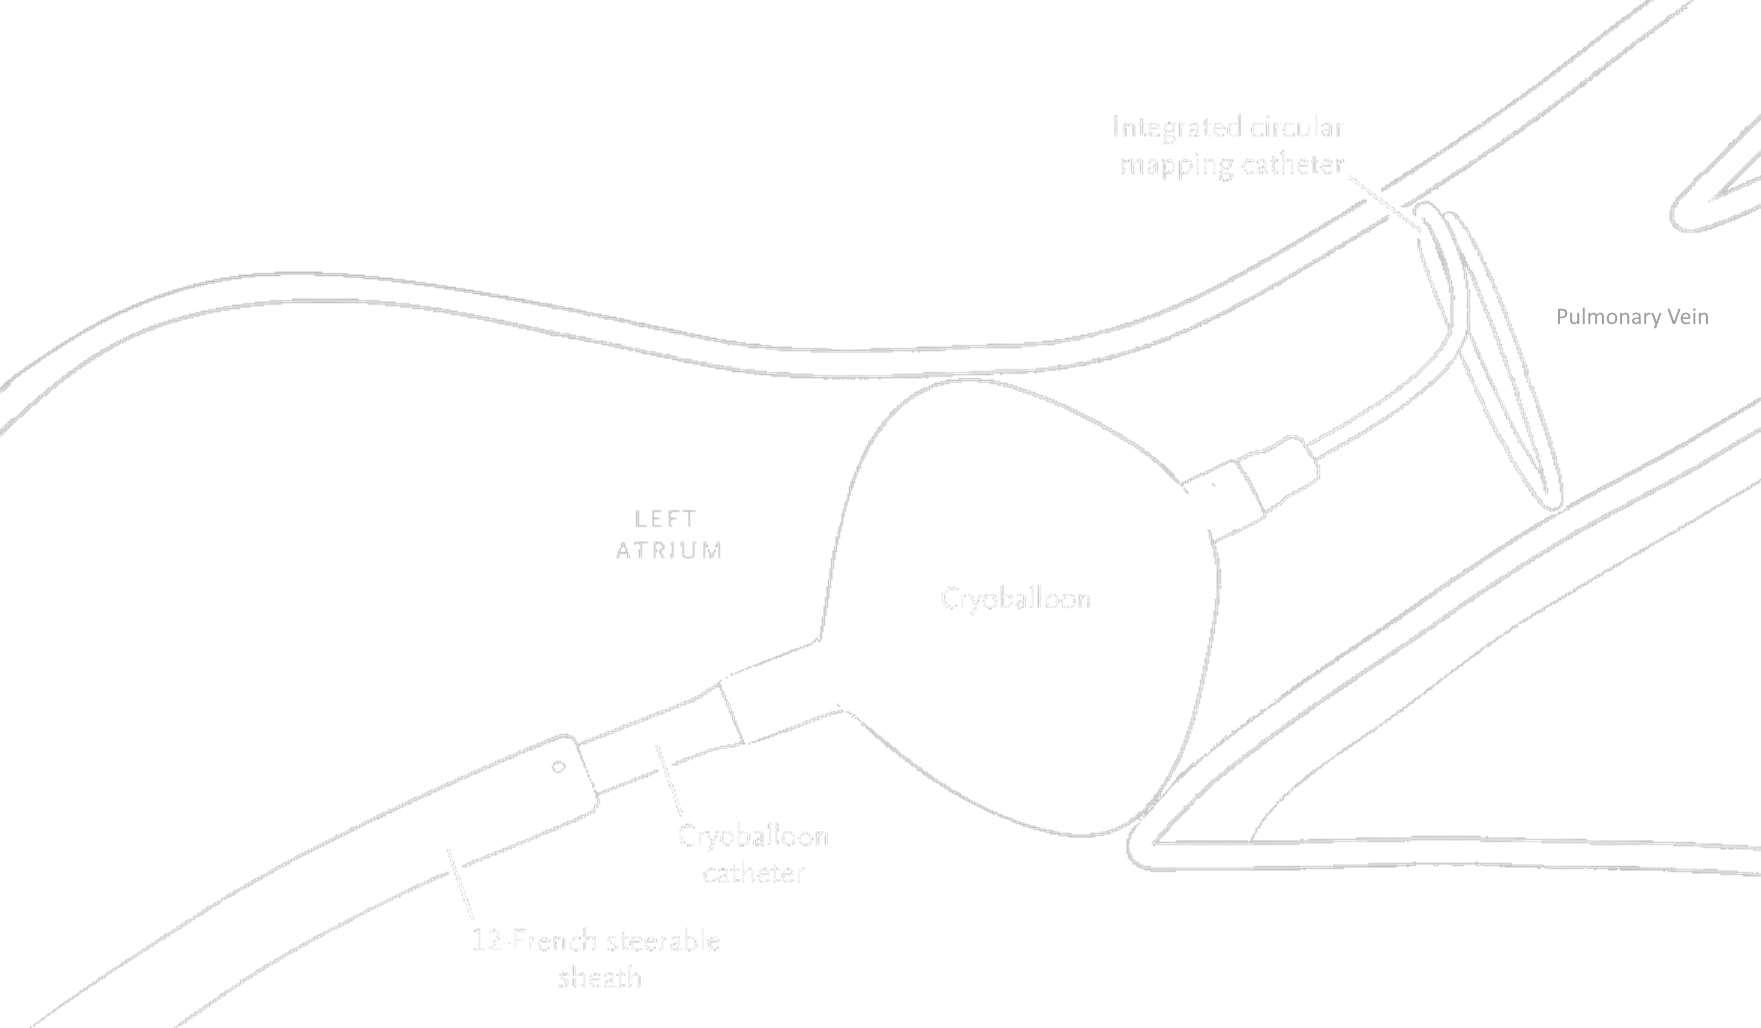 Integrated circular
mapping catheter
Pulmonary Vein
LEFT
ATRIUM
Cryoballoon
Cryoballoon
catheter
12-French steerable
sheath